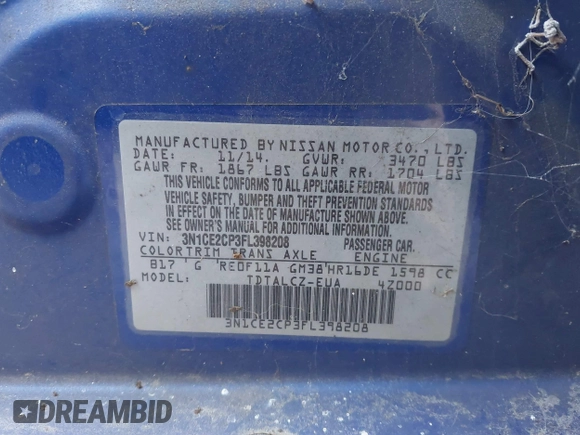 MANUFACTURED BY NISSAN MOTOR CO., LTD.
DATE: 11/14. GVWR: 3470 LBS
GAWR FR: 1867 LBS GAWR RR: 1704 LBS
THIS VEHICLE CONFORMS TO ALL APPLICABLE FEDERAL MOTOR
VEHICLE SAFETY, BUMPER AND THEFT PREVENTION STANDARDS
IN EFFECT ON THE DATE OF MANUFACTURE SHOWN ABOVE.
SEE OWNER'S MANUAL FOR ADDITIONAL INFORMATION.
VIN: 3N1CE2CP3FL398208 PASSENGER CAR.
COLOR TRIM TRANS AXLE ENGINE
B17 G RE0F11A GM38 HR16DE 1598 CC
MODEL: TDTALCZ-EUA 4Z000
3N1CE2CP3FL398208
DREAMBID